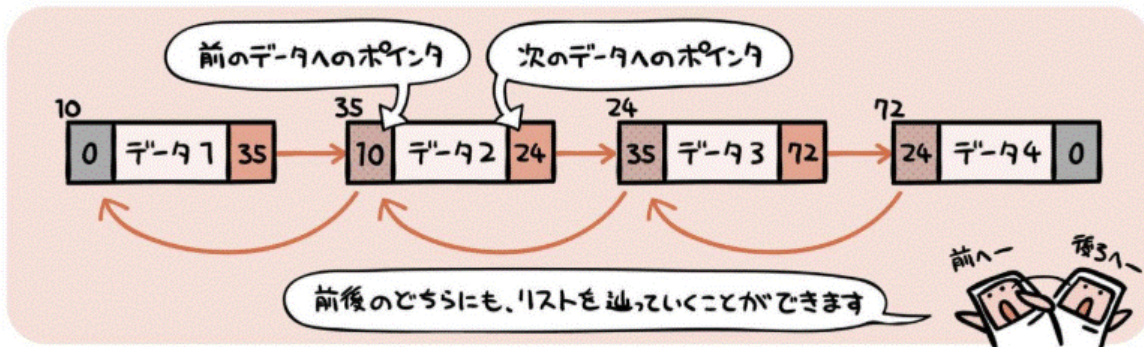 前のデータへのポインタ
次のデータへのポインタ
10
35
24
72
0 データ1 35
10 データ2 24
35 データ3 72
24 データ4 0
前へー
後ろへー
前後のどちらにも、リストを辿っていくことができます